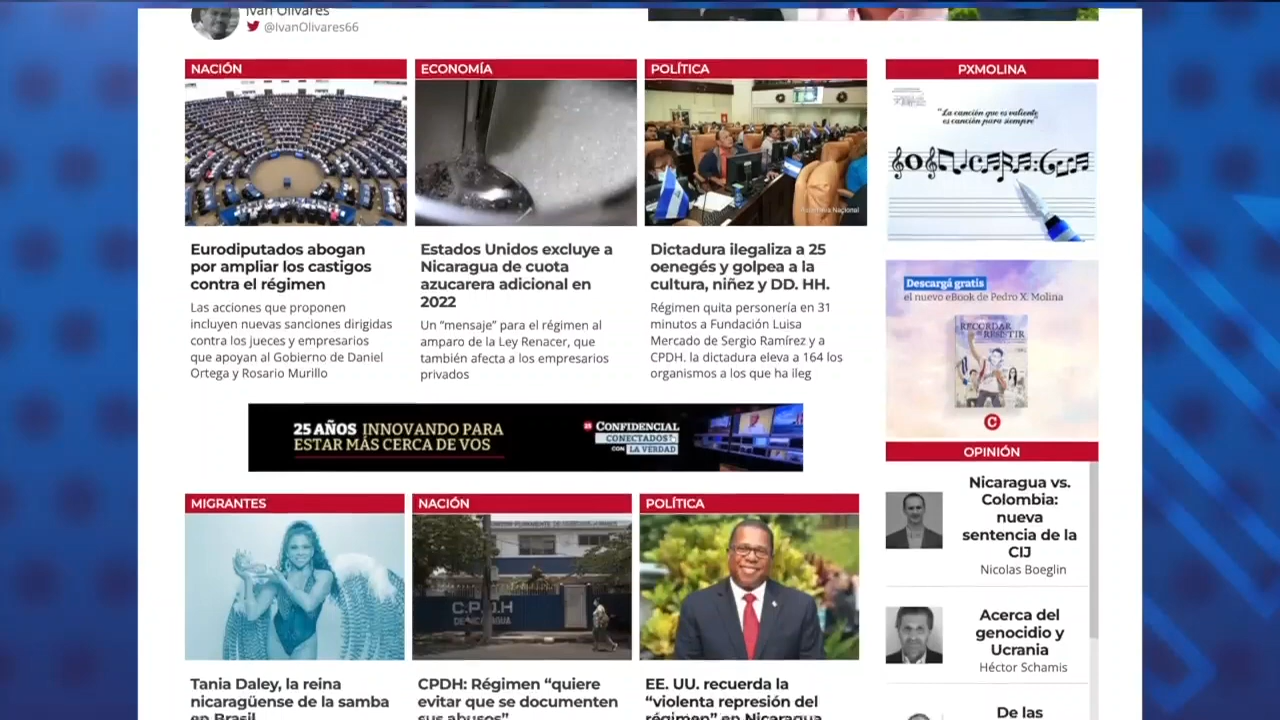 Ivan Olivares
@IvanOlivares66
NACIÓN
Eurodiputados abogan
por ampliar los castigos
contra el régimen
Las acciones que proponen
incluyen nuevas sanciones dirigidas
contra los jueces y empresarios
que apoyan al Gobierno de Daniel
Ortega y Rosario Murillo
ECONOMÍA
Estados Unidos excluye a
Nicaragua de cuota
azucarera adicional en
2022
Un “mensaje” para el régimen al
amparo de la Ley Renacer, que
también afecta a los empresarios
privados
POLÍTICA
Asamblea Nacional
Dictadura ilegaliza a 25
oenegés y golpea a la
cultura, niñez y DD. HH.
Régimen quita personería en 31
minutos a Fundación Luisa
Mercado de Sergio Ramírez y a
CPDH. la dictadura eleva a 164 los
organismos a los que ha ileg
PXMOLINA
"La canción que es valiente
es canción para siempre"
Descargá gratis
el nuevo eBook de Pedro X. Molina
RECORDAR
ES RESISTIR
C
25 AÑOS INNOVANDO PARA
ESTAR MÁS CERCA DE VOS
25 CONFIDENCIAL
CONECTADOS
CON LA VERDAD
OPINIÓN
Nicaragua vs.
Colombia:
nueva
sentencia de la
CIJ
Nicolas Boeglin
Acerca del
genocidio y
Ucrania
Héctor Schamis
De las
MIGRANTES
Tania Daley, la reina
nicaragüense de la samba
en Brasil
NACIÓN
C.P.D.H
DE NICARAGUA
CPDH: Régimen “quiere
evitar que se documenten
sus abusos”
POLÍTICA
EE. UU. recuerda la
“violenta represión del
régimen” en Nicaragua